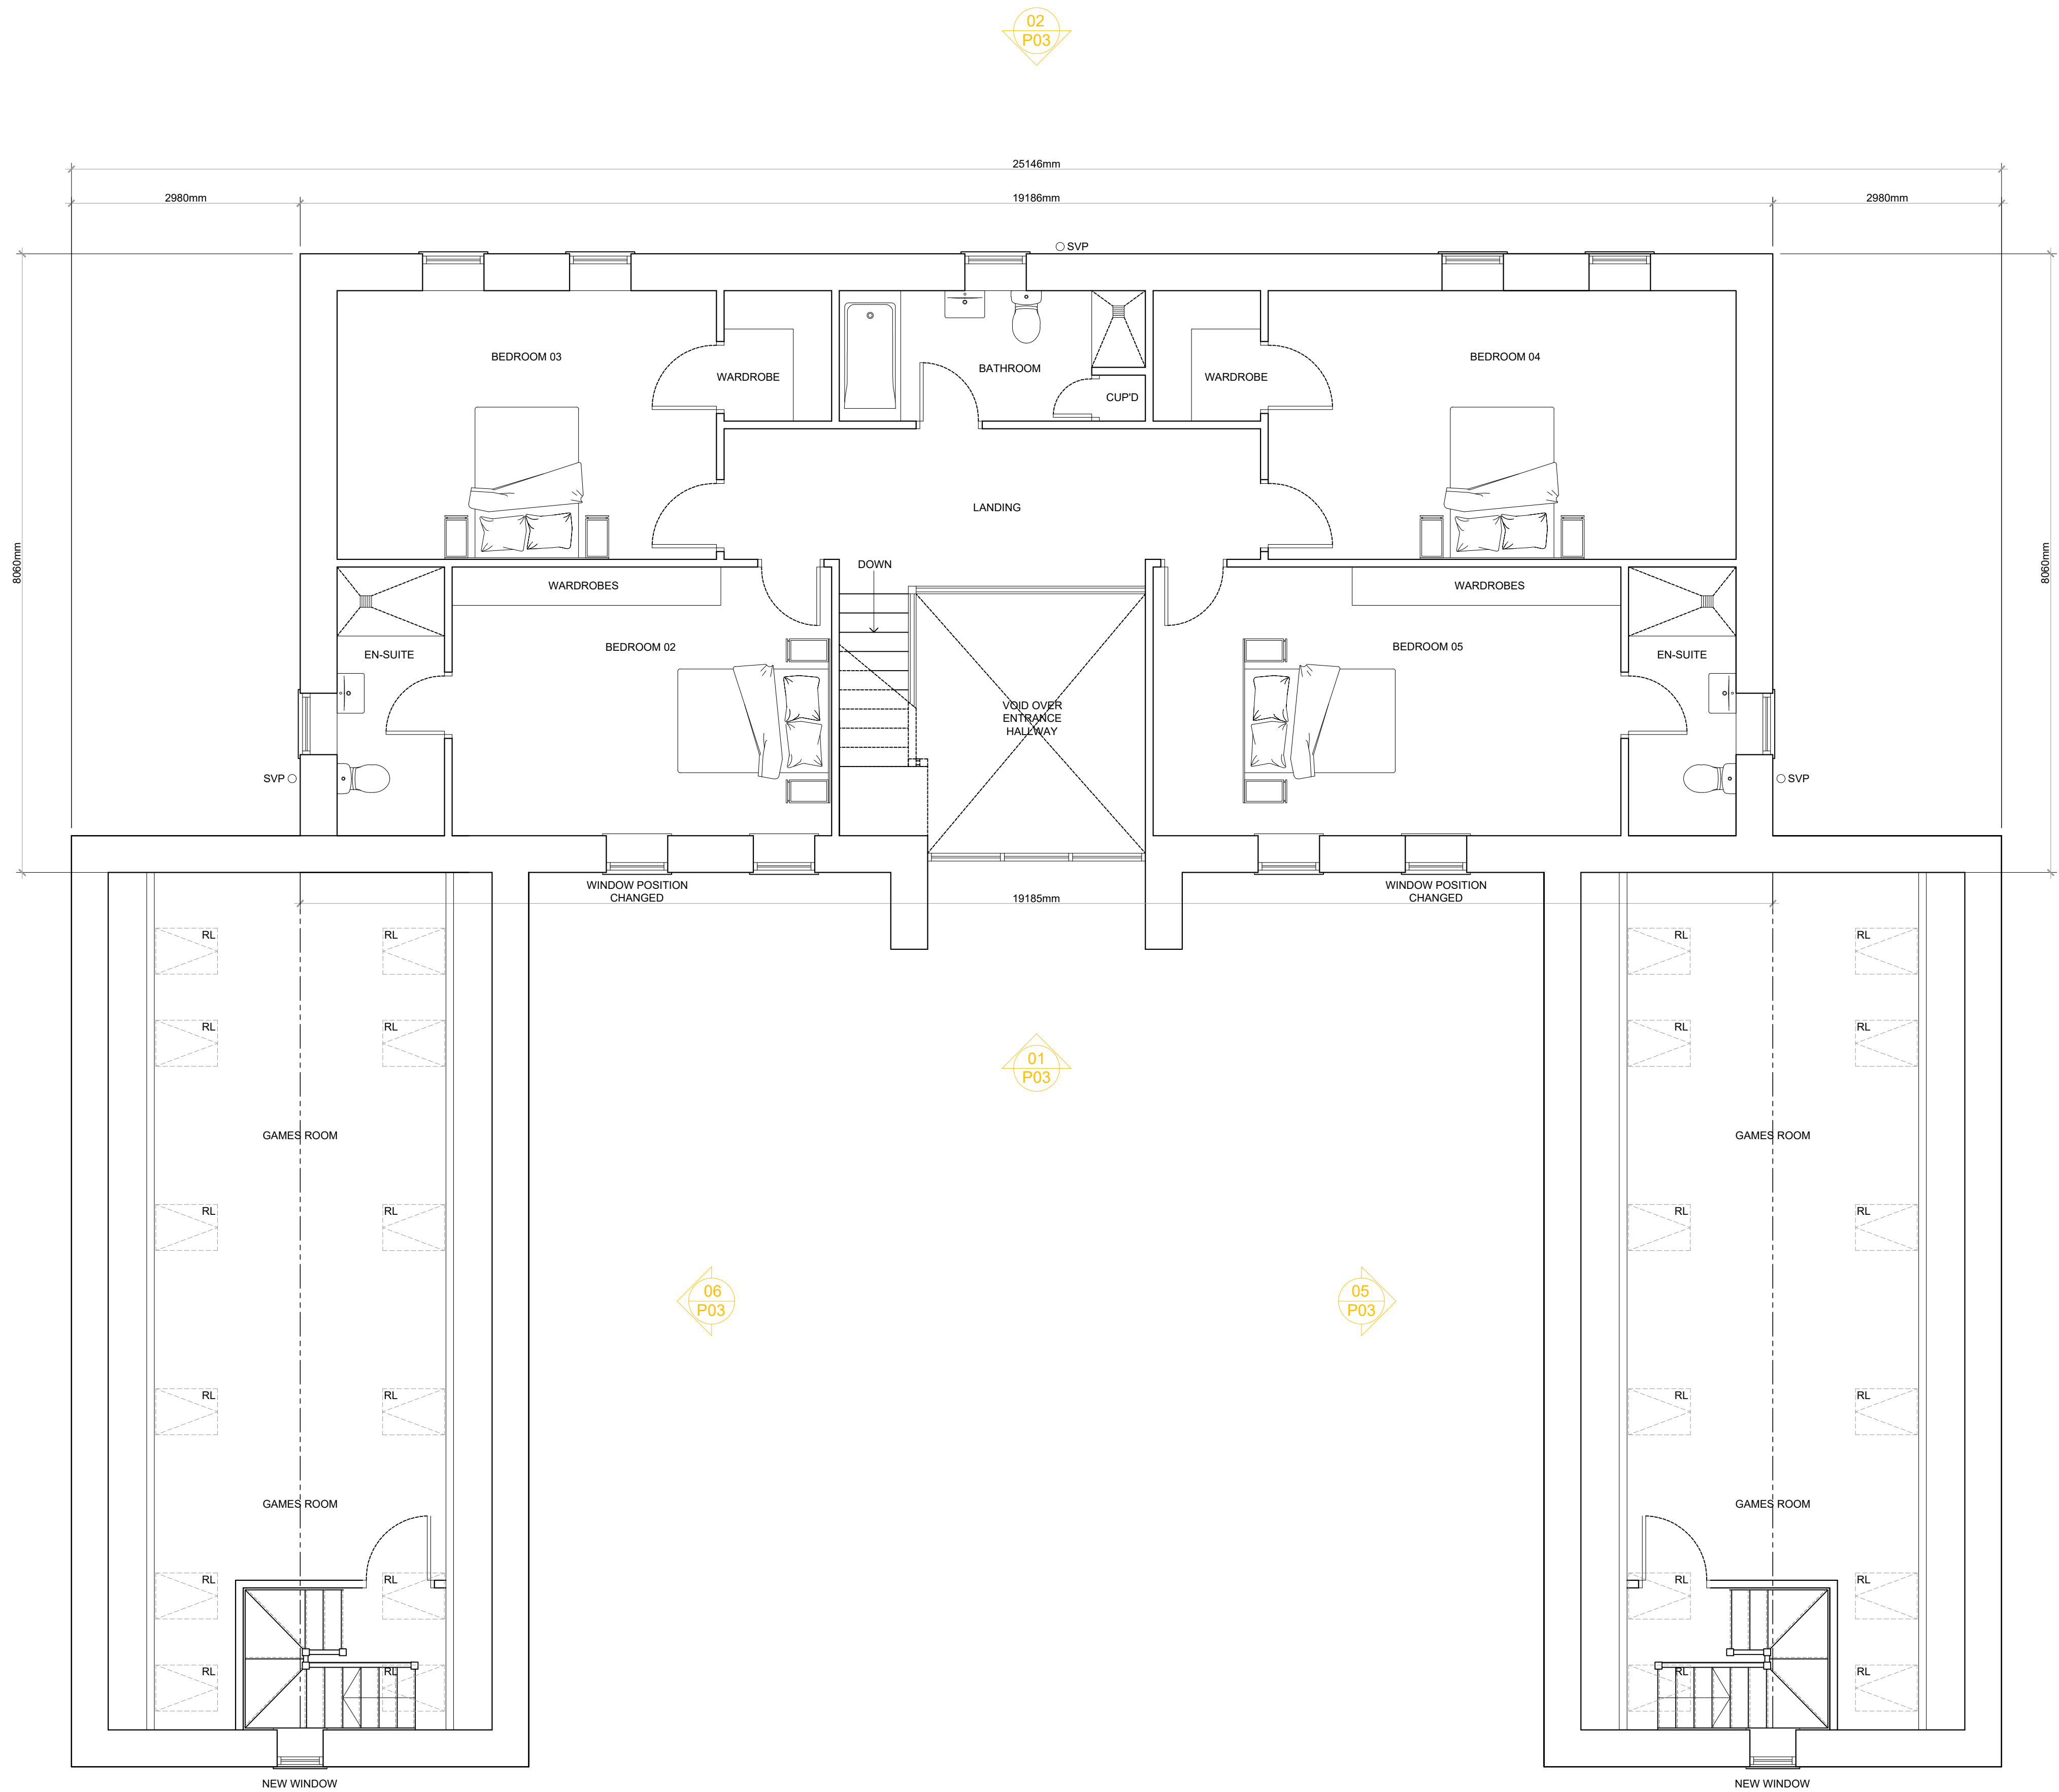 02
P03
25146mm
2980mm
19186mm
2980mm
SVP
BEDROOM 03
BEDROOM 04
BATHROOM
WARDROBE
WARDROBE
CUP'D
LANDING
8060mm
8060mm
DOWN
WARDROBES
WARDROBES
BEDROOM 02
BEDROOM 05
EN-SUITE
EN-SUITE
VOID OVER
ENTRANCE
HALLWAY
SVP
SVP
WINDOW POSITION
CHANGED
WINDOW POSITION
CHANGED
19185mm
RL
RL
RL
RL
RL
RL
RL
RL
01
P03
GAMES ROOM
GAMES ROOM
RL
RL
RL
RL
06
P03
05
P03
RL
RL
RL
RL
GAMES ROOM
GAMES ROOM
RL
RL
RL
RL
RL
RL
RL
RL
NEW WINDOW
NEW WINDOW